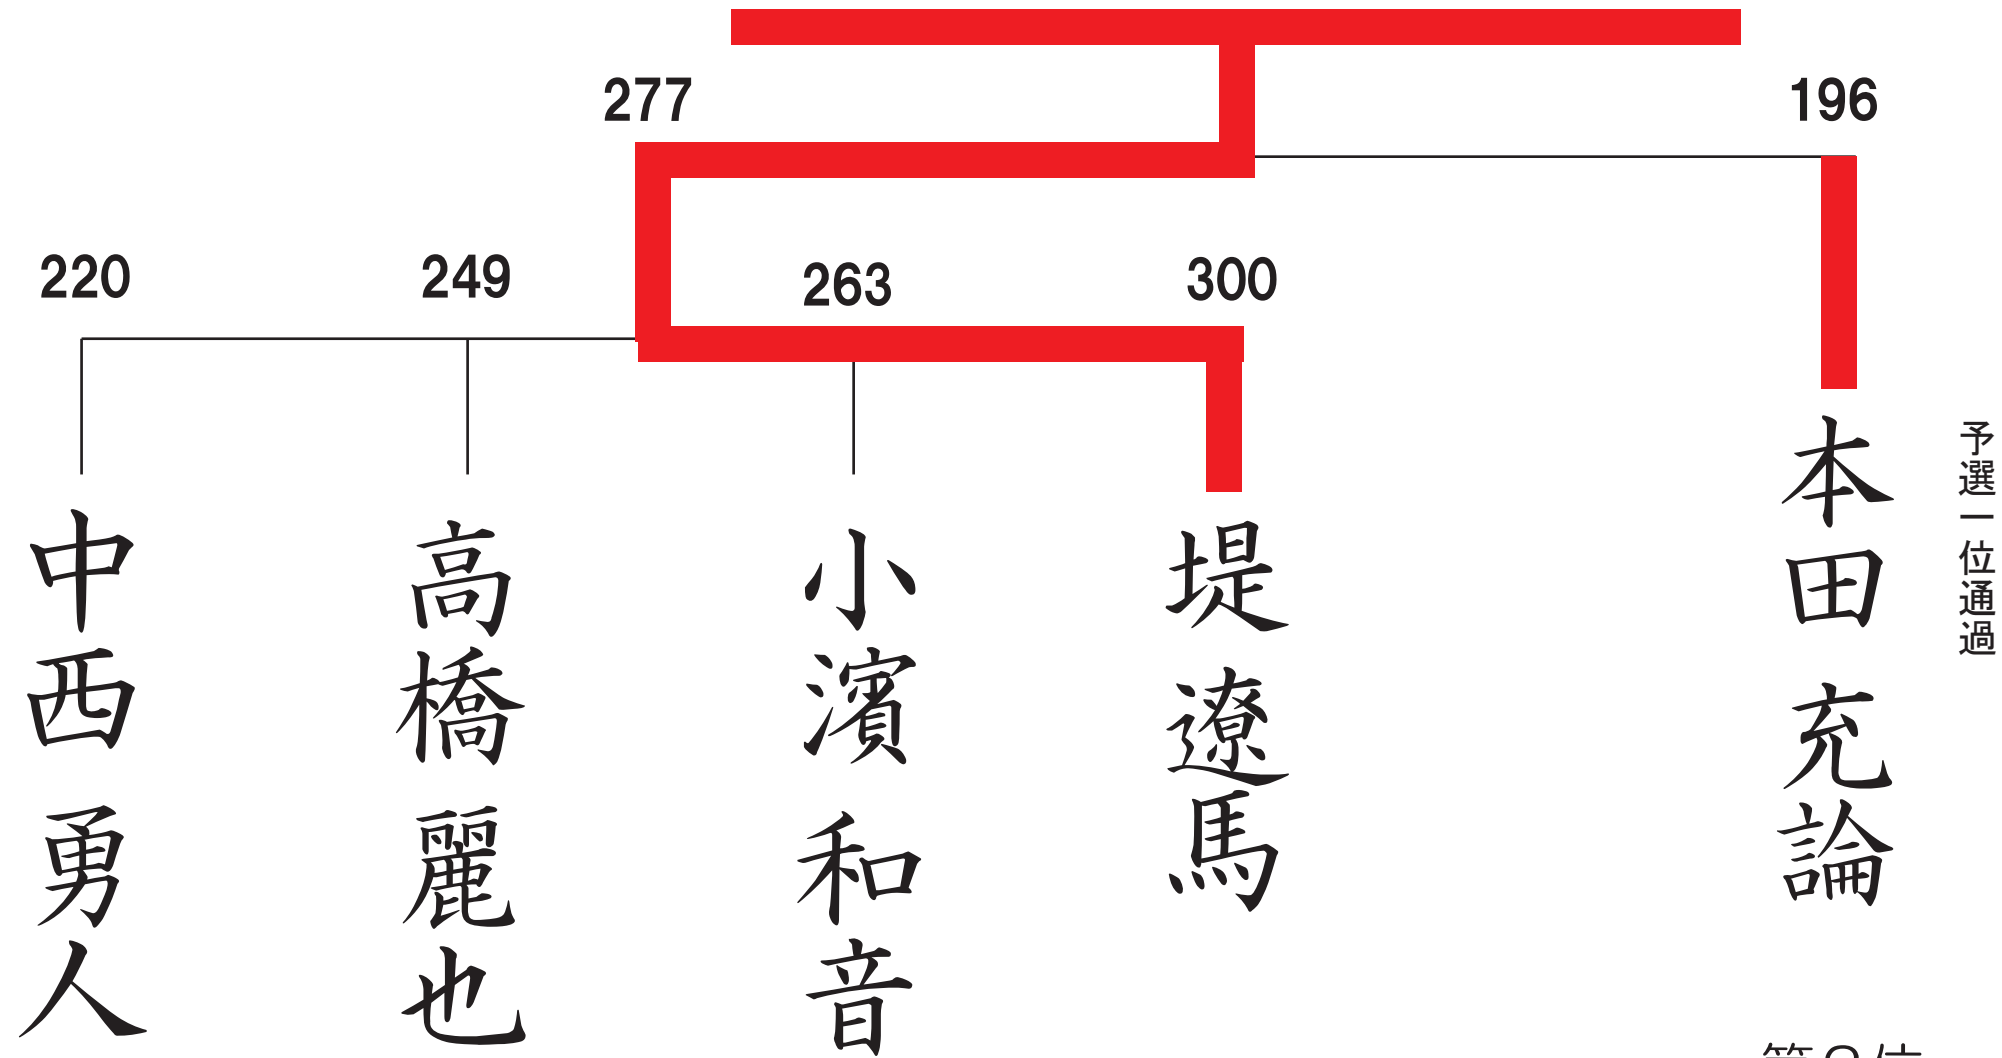 277
196
220
249
263
300
中西 勇人
高橋 麗也
小濱 和音
堤 遼馬
本田 充論
予選一位通過